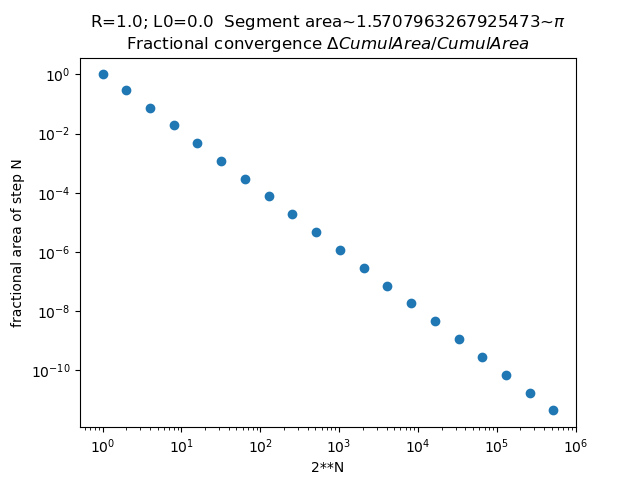 R=1.0; L0=0.0  Segment area~1.5707963267925473~π
Fractional convergence ΔCumulArea/CumulArea
10⁰
10⁻²
10⁻⁴
10⁻⁶
10⁻⁸
10⁻¹⁰
fractional area of step N
10⁰ 10¹ 10² 10³ 10⁴ 10⁵ 10⁶
2**N